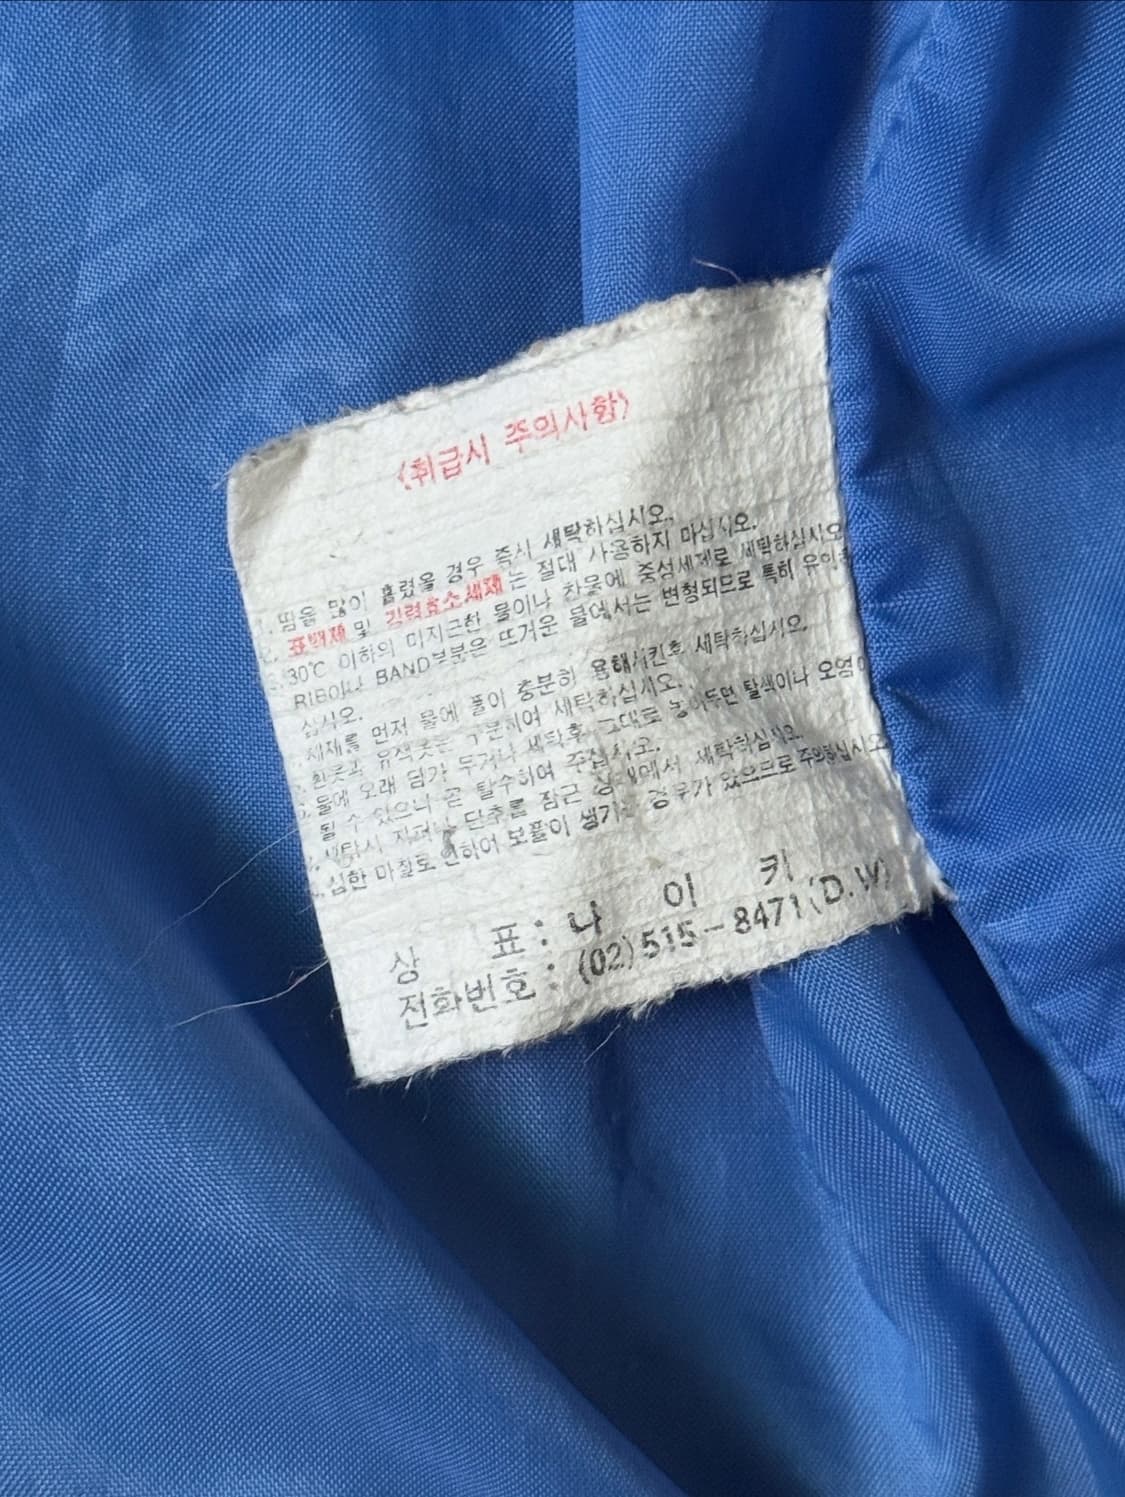 〈취급시 주의사항〉
. 땀을 많이 흘렸을 경우 즉시 세탁하십시오.
. 표백제 및 강력효소세제는 절대 사용하지 마십시오.
. 30℃ 이하의 미지근한 물이나 찬물에 중성세제로 세탁하십시오
. RIB이나 BAND부분은 뜨거운 물에서는 변형되므로 특히 유의하
십시오.
. 세제를 먼저 물에 풀어 충분히 용해시킨후 세탁하십시오.
. 흰옷과 유색옷은 구분하여 세탁하십시오.
. 물에 오래 담가 두거나 세탁후 그대로 놓아두면 탈색이나 오염이
될 수 있으니 곧 탈수하여 주십시오.
. 세탁시 지퍼나 단추를 잠근 상태에서 세탁하십시오.
. 심한 마찰로 인하여 보풀이 생기는 경우가 있으므로 주의하십시오
상 표 : 나 이 키
전화번호 : (02) 515-8471 (D.W)